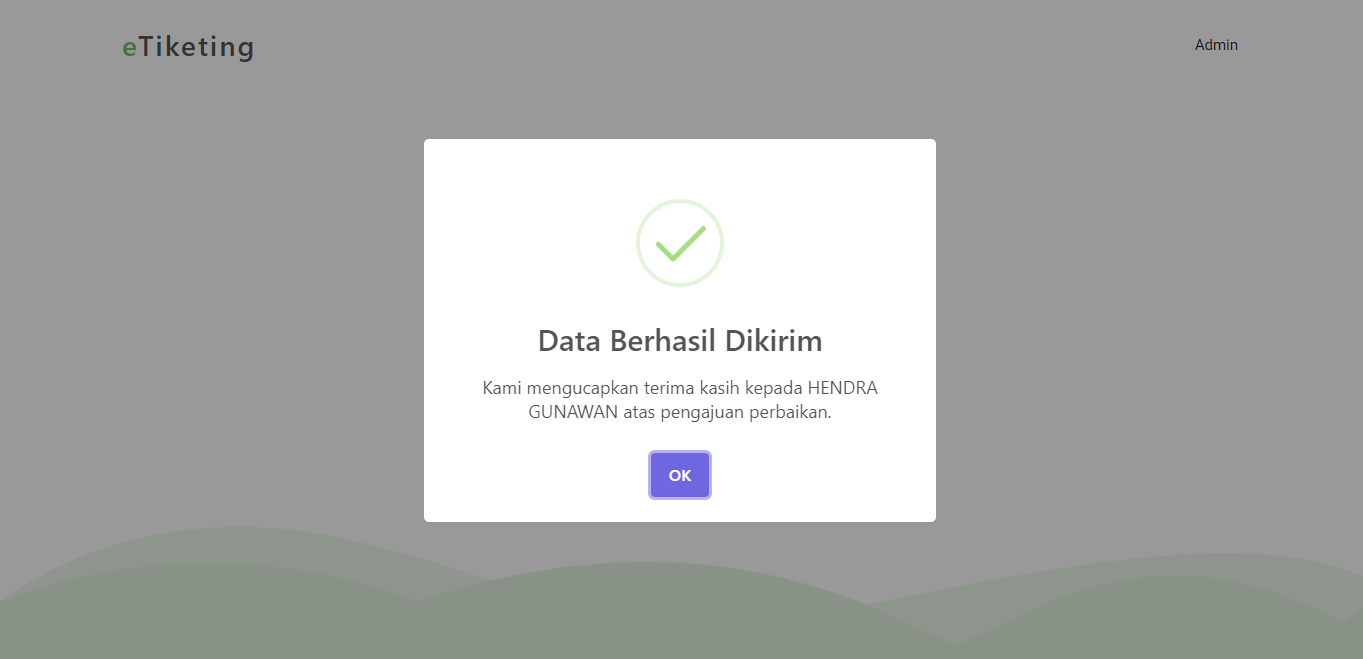 eTiketing
Admin
Data Berhasil Dikirim
Kami mengucapkan terima kasih kepada HENDRA
GUNAWAN atas pengajuan perbaikan.
OK